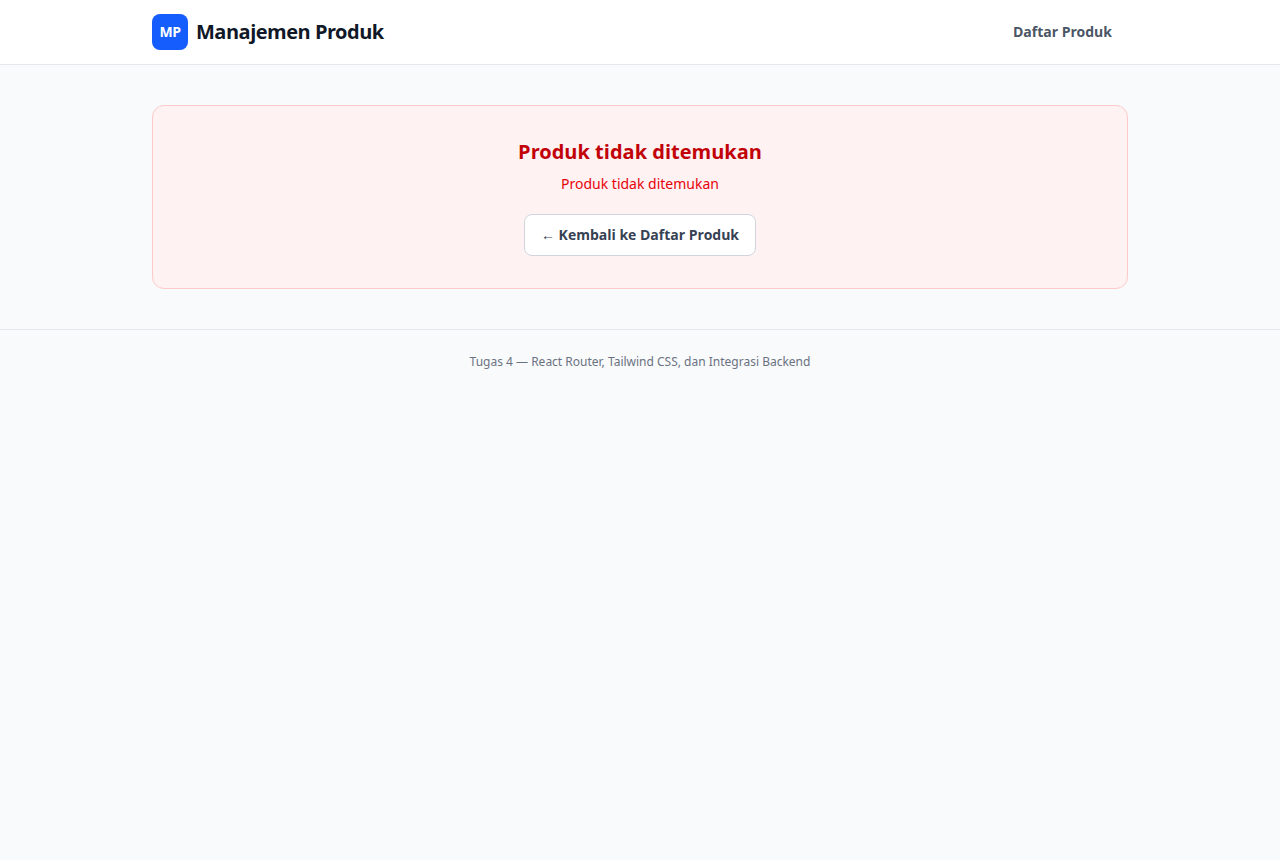 MP Manajemen Produk
Daftar Produk
Produk tidak ditemukan
Produk tidak ditemukan
← Kembali ke Daftar Produk
Tugas 4 — React Router, Tailwind CSS, dan Integrasi Backend